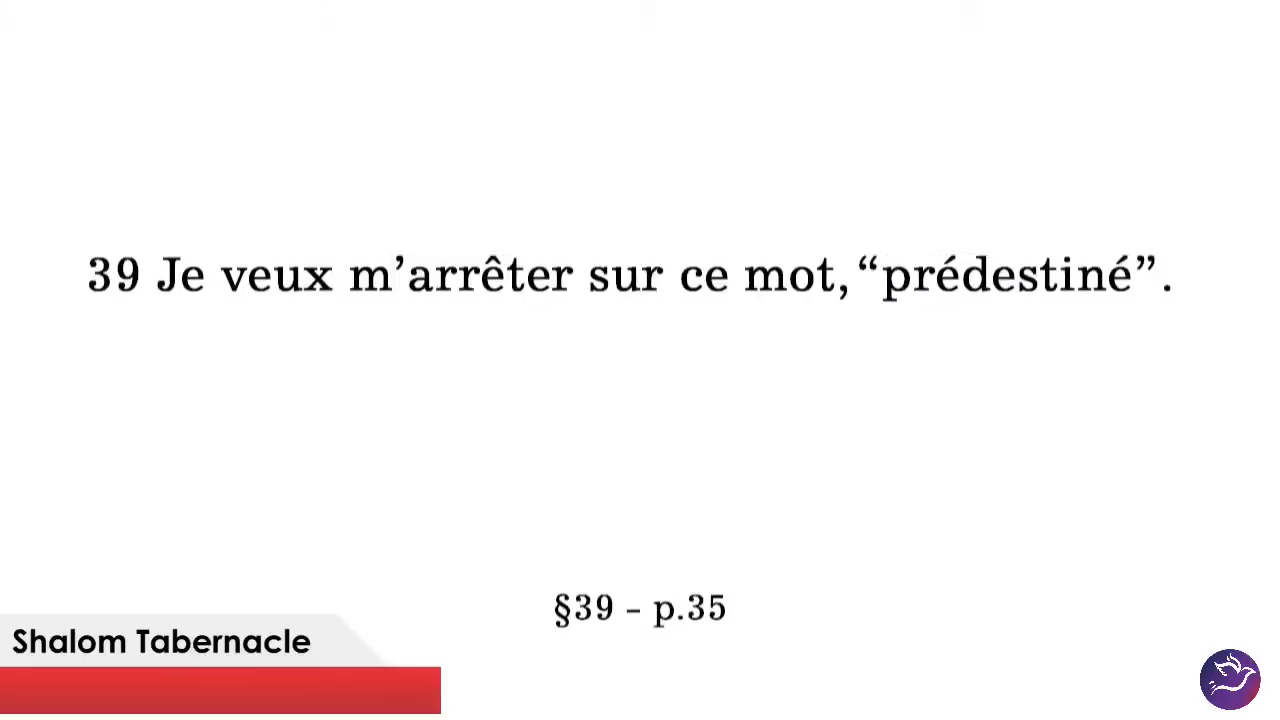 39 Je veux m’arrêter sur ce mot, “prédestiné”.
§39 – p.35
Shalom Tabernacle